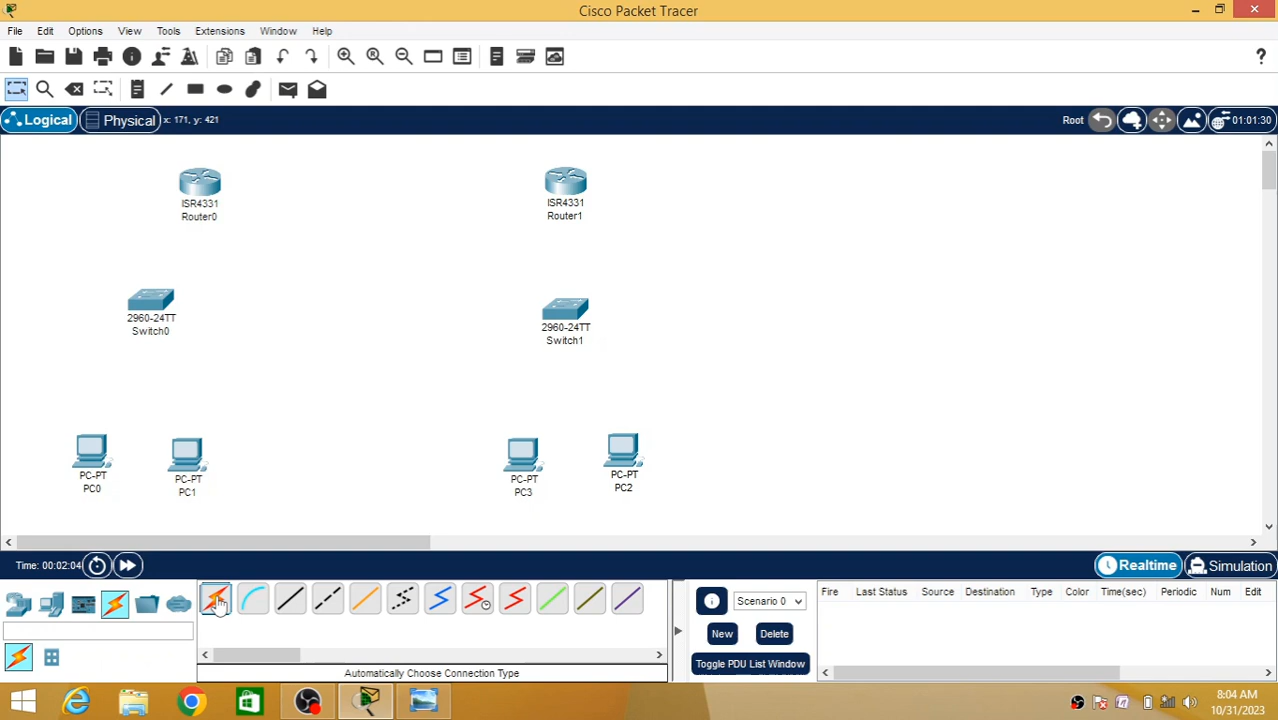 Cisco Packet Tracer
File Edit Options View Tools Extensions Window Help
Logical Physical x: 171, y: 421 Root 01:01:30
ISR4331
Router0
ISR4331
Router1
2960-24TT
Switch0
2960-24TT
Switch1
PC-PT
PC0
PC-PT
PC1
PC-PT
PC3
PC-PT
PC2
Time: 00:02:04 Realtime Simulation
Scenario 0
New Delete
Toggle PDU List Window
Fire Last Status Source Destination Type Color Time(sec) Periodic Num Edit
Automatically Choose Connection Type
8:04 AM
10/31/2023